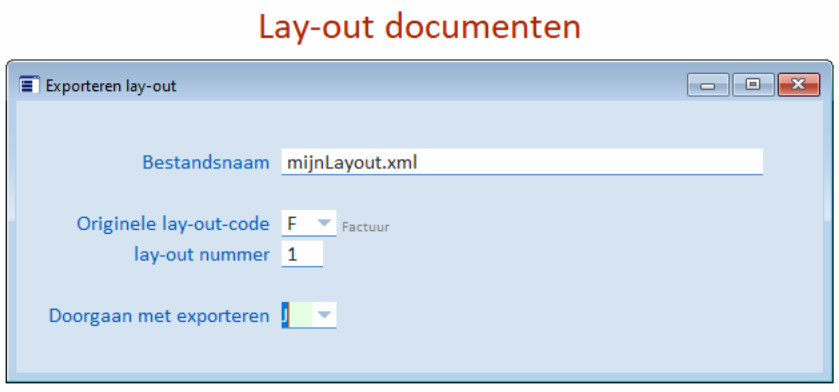 Lay-out documenten
Exporteren lay-out
Bestandsnaam mijnLayout.xml
Originele lay-out-code F Factuur
lay-out nummer 1
Doorgaan met exporteren J